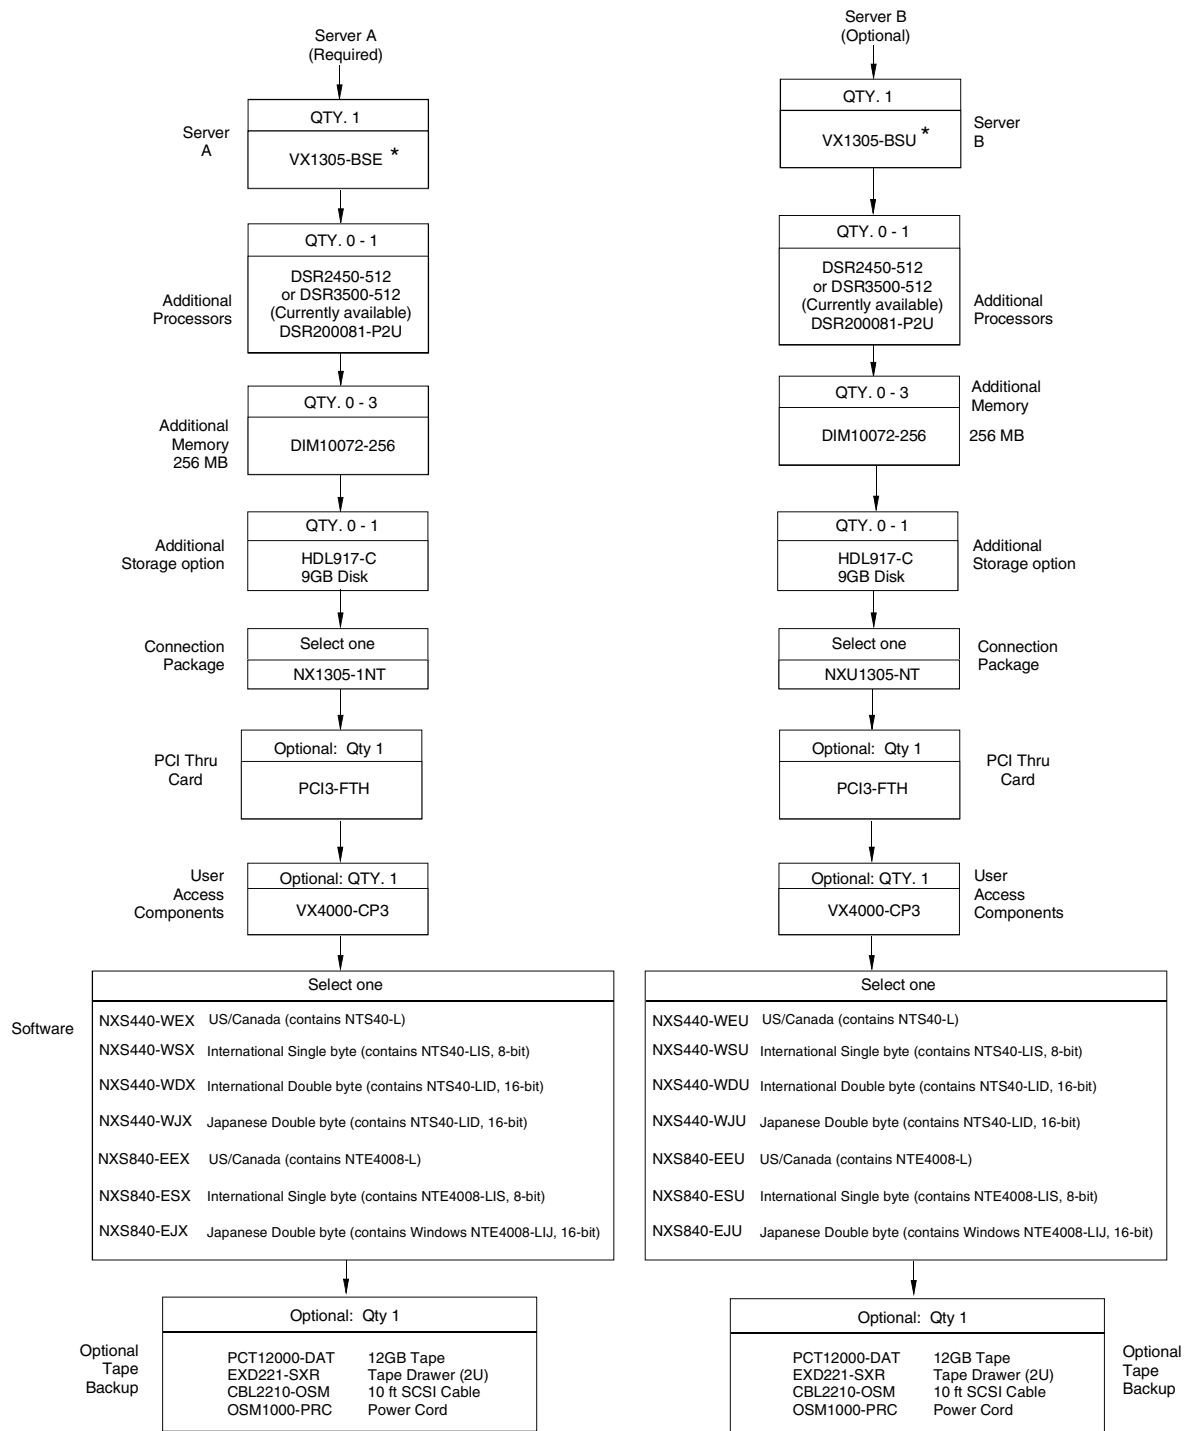 Server A
(Required)
QTY. 1
Server
A
VX1305-BSE *
QTY. 0 - 1
Additional
Processors
DSR2450-512
or DSR3500-512
(Currently available)
DSR200081-P2U
QTY. 0 - 3
Additional
Memory
256 MB
DIM10072-256
QTY. 0 - 1
Additional
Storage option
HDL917-C
9GB Disk
Connection
Package
Select one
NX1305-1NT
PCI Thru
Card
Optional: Qty 1
PCI3-FTH
User
Access
Components
Optional: QTY. 1
VX4000-CP3
Software
Select one
NXS440-WEX US/Canada (contains NTS40-L)
NXS440-WSX International Single byte (contains NTS40-LIS, 8-bit)
NXS440-WDX International Double byte (contains NTS40-LID, 16-bit)
NXS440-WJX Japanese Double byte (contains NTS40-LID, 16-bit)
NXS840-EEX US/Canada (contains NTE4008-L)
NXS840-ESX International Single byte (contains NTE4008-LIS, 8-bit)
NXS840-EJX Japanese Double byte (contains Windows NTE4008-LIJ, 16-bit)
Optional
Tape
Backup
Optional: Qty 1
PCT12000-DAT 12GB Tape
EXD221-SXR Tape Drawer (2U)
CBL2210-OSM 10 ft SCSI Cable
OSM1000-PRC Power Cord
Server B
(Optional)
QTY. 1
VX1305-BSU *
Server
B
QTY. 0 - 1
DSR2450-512
or DSR3500-512
(Currently available)
DSR200081-P2U
Additional
Processors
QTY. 0 - 3
DIM10072-256
Additional
Memory
256 MB
QTY. 0 - 1
HDL917-C
9GB Disk
Additional
Storage option
Select one
NXU1305-NT
Connection
Package
Optional: Qty 1
PCI3-FTH
PCI Thru
Card
Optional: QTY. 1
VX4000-CP3
User
Access
Components
Select one
NXS440-WEU US/Canada (contains NTS40-L)
NXS440-WSU International Single byte (contains NTS40-LIS, 8-bit)
NXS440-WDU International Double byte (contains NTS40-LID, 16-bit)
NXS440-WJU Japanese Double byte (contains NTS40-LID, 16-bit)
NXS840-EEU US/Canada (contains NTE4008-L)
NXS840-ESU International Single byte (contains NTE4008-LIS, 8-bit)
NXS840-EJU Japanese Double byte (contains Windows NTE4008-LIJ, 16-bit)
Optional: Qty 1
PCT12000-DAT 12GB Tape
EXD221-SXR Tape Drawer (2U)
CBL2210-OSM 10 ft SCSI Cable
OSM1000-PRC Power Cord
Optional
Tape
Backup